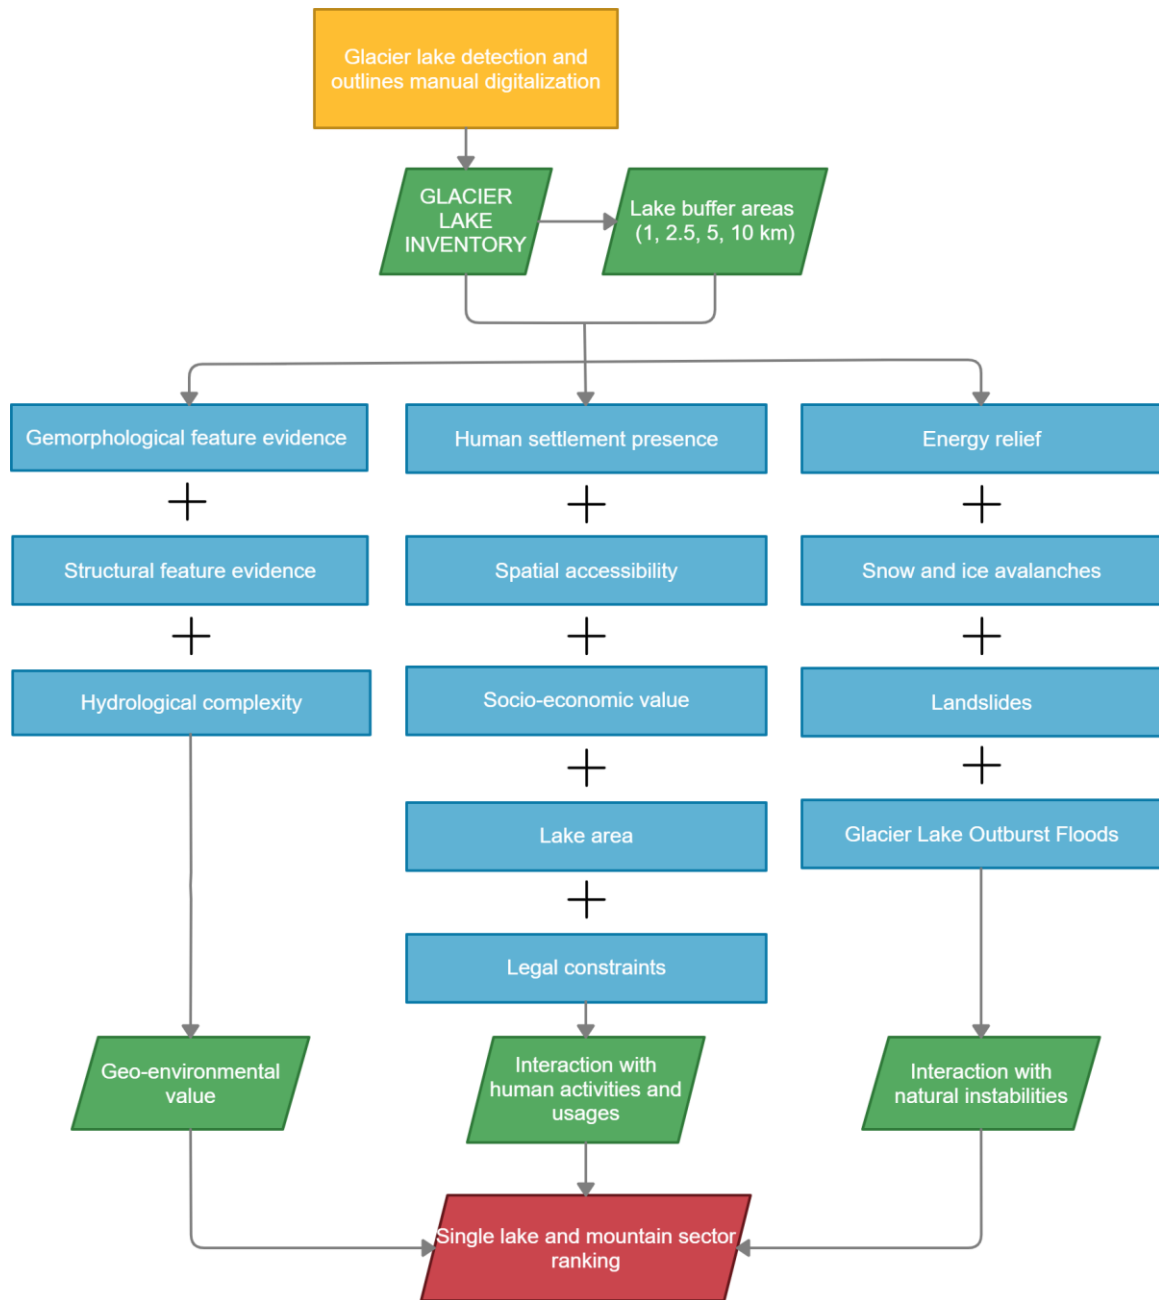 Glacier lake detection and
outlines manual digitalization
GLACIER
LAKE
INVENTORY
Lake buffer areas
(1, 2.5, 5, 10 km)
Gemorphological feature evidence
Human settlement presence
Energy relief
+
+
+
Structural feature evidence
Spatial accessibility
Snow and ice avalanches
+
+
+
Hydrological complexity
Socio-economic value
Landslides
+
+
Lake area
Glacier Lake Outburst Floods
+
Legal constraints
Geo-environmental
value
Interaction with
human activities and
usages
Interaction with
natural instabilities
Single lake and mountain sector
ranking